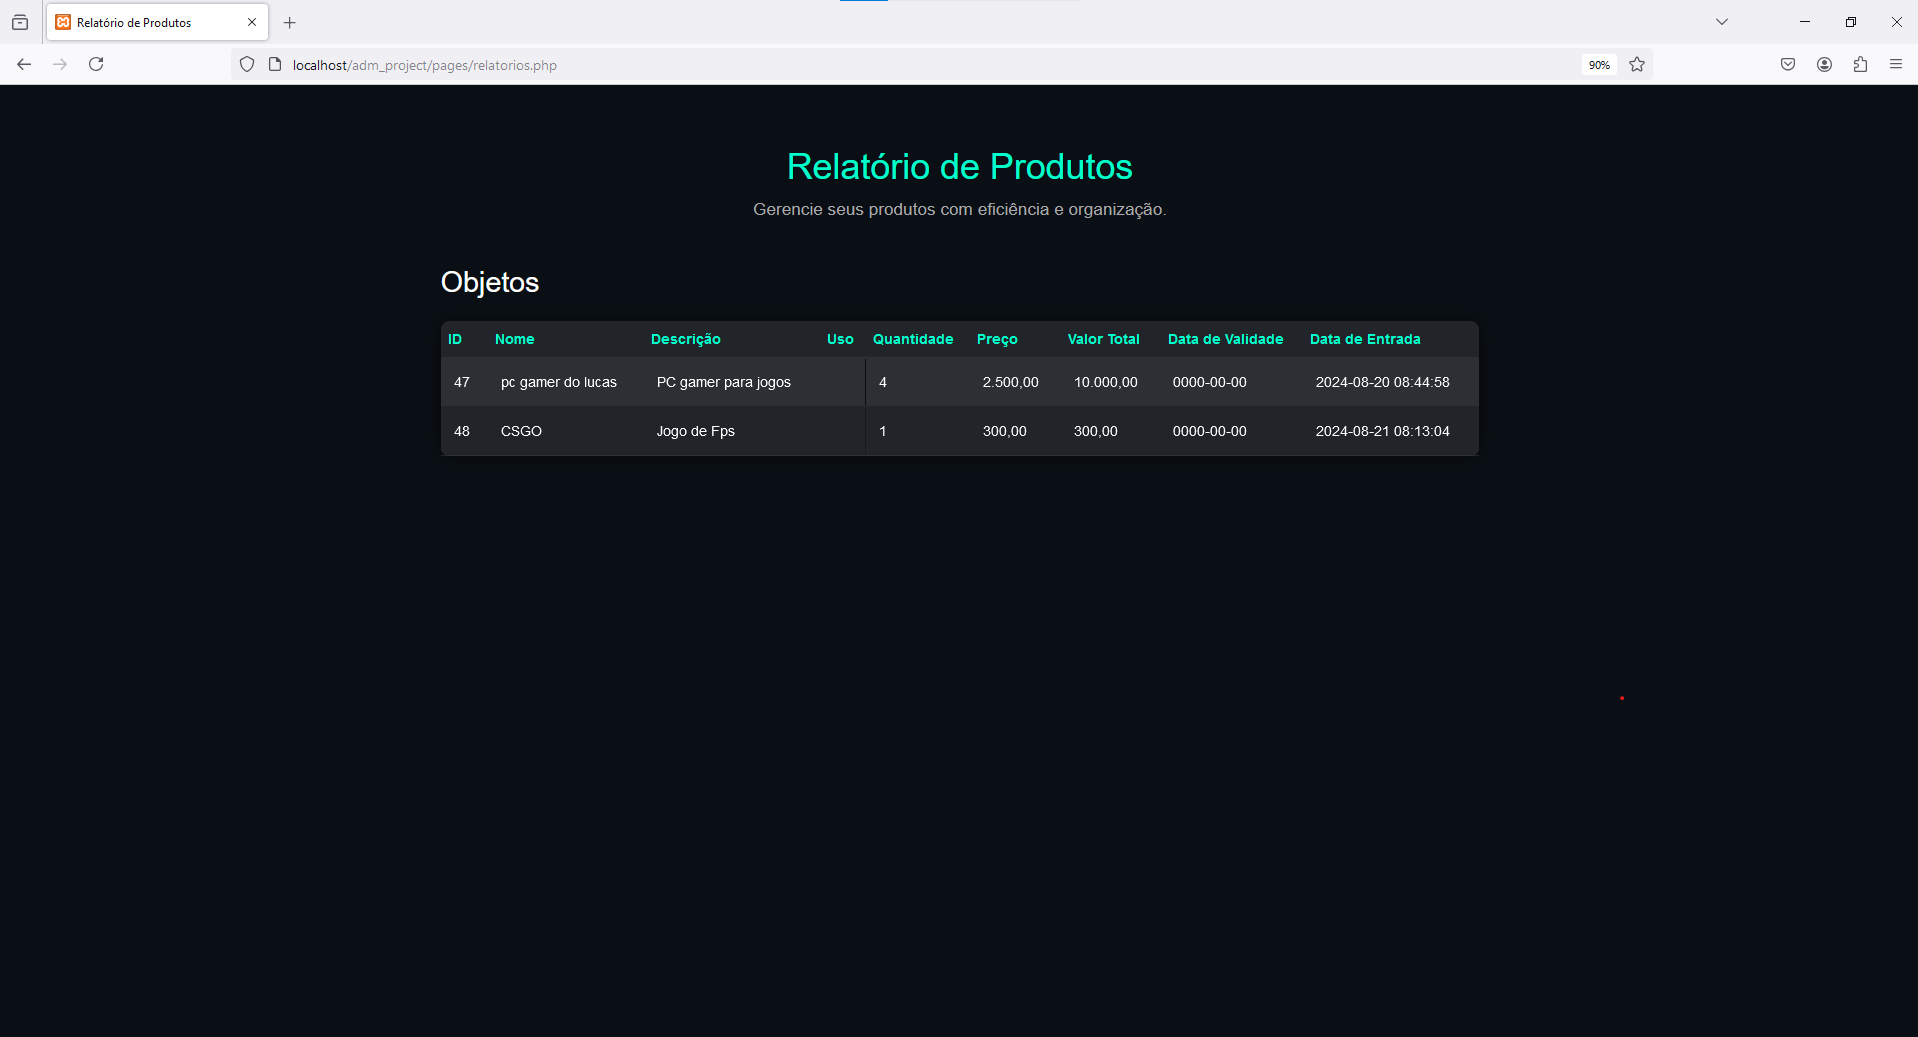 Relatório de Produtos
localhost/adm_project/pages/relatorios.php
90%
Relatório de Produtos
Gerencie seus produtos com eficiência e organização.
Objetos
ID Nome Descrição Uso Quantidade Preço Valor Total Data de Validade Data de Entrada
47 pc gamer do lucas PC gamer para jogos 4 2.500,00 10.000,00 0000-00-00 2024-08-20 08:44:58
48 CSGO Jogo de Fps 1 300,00 300,00 0000-00-00 2024-08-21 08:13:04